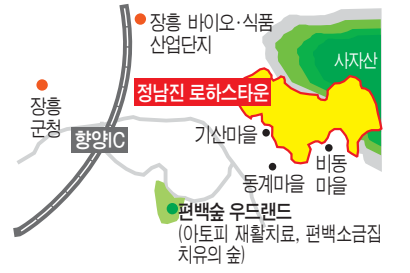 장흥 바이오·식품
산업단지
사자산
정남진 로하스타운
장흥
군청
향양IC
기산마을
동계마을
비동
마을
편백숲 우드랜드
(아토피 재활치료, 편백소금집
치유의 숲)